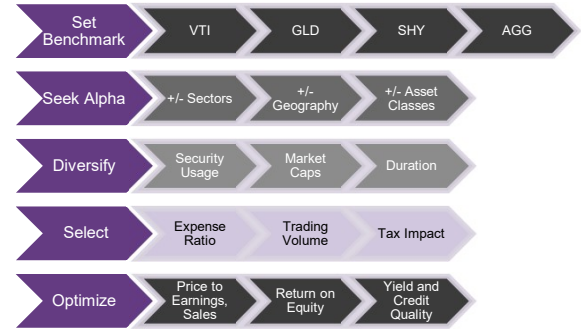 Set
Benchmark
VTI
GLD
SHY
AGG
Seek Alpha
+/- Sectors
+/-
Geography
+/- Asset
Classes
Diversify
Security
Usage
Market
Caps
Duration
Select
Expense
Ratio
Trading
Volume
Tax Impact
Optimize
Price to
Earnings,
Sales
Return on
Equity
Yield and
Credit
Quality